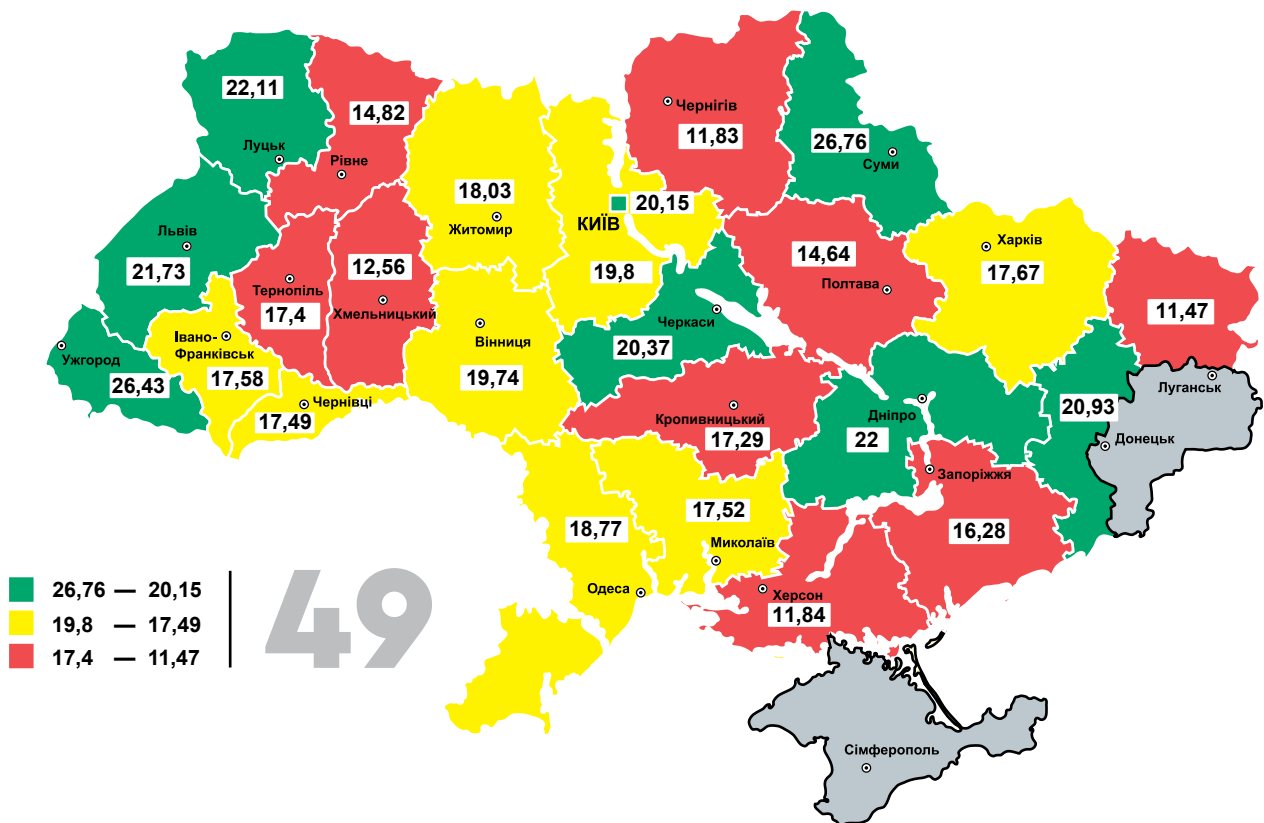 22,11
Луцьк
14,82
Рівне
Чернігів
11,83
26,76
Суми
18,03
Житомир
КИЇВ
20,15
19,8
Львів
21,73
Тернопіль
17,4
12,56
Хмельницький
14,64
Полтава
Харків
17,67
11,47
Луганськ
Ужгород
26,43
Івано-
Франківськ
17,58
Чернівці
17,49
Вінниця
19,74
Черкаси
20,37
Кропивницький
17,29
Дніпро
22
20,93
Донецьк
Запоріжжя
16,28
18,77
Одеса
17,52
Миколаїв
Херсон
11,84
Сімферополь
26,76 — 20,15
19,8 — 17,49
17,4 — 11,47
49